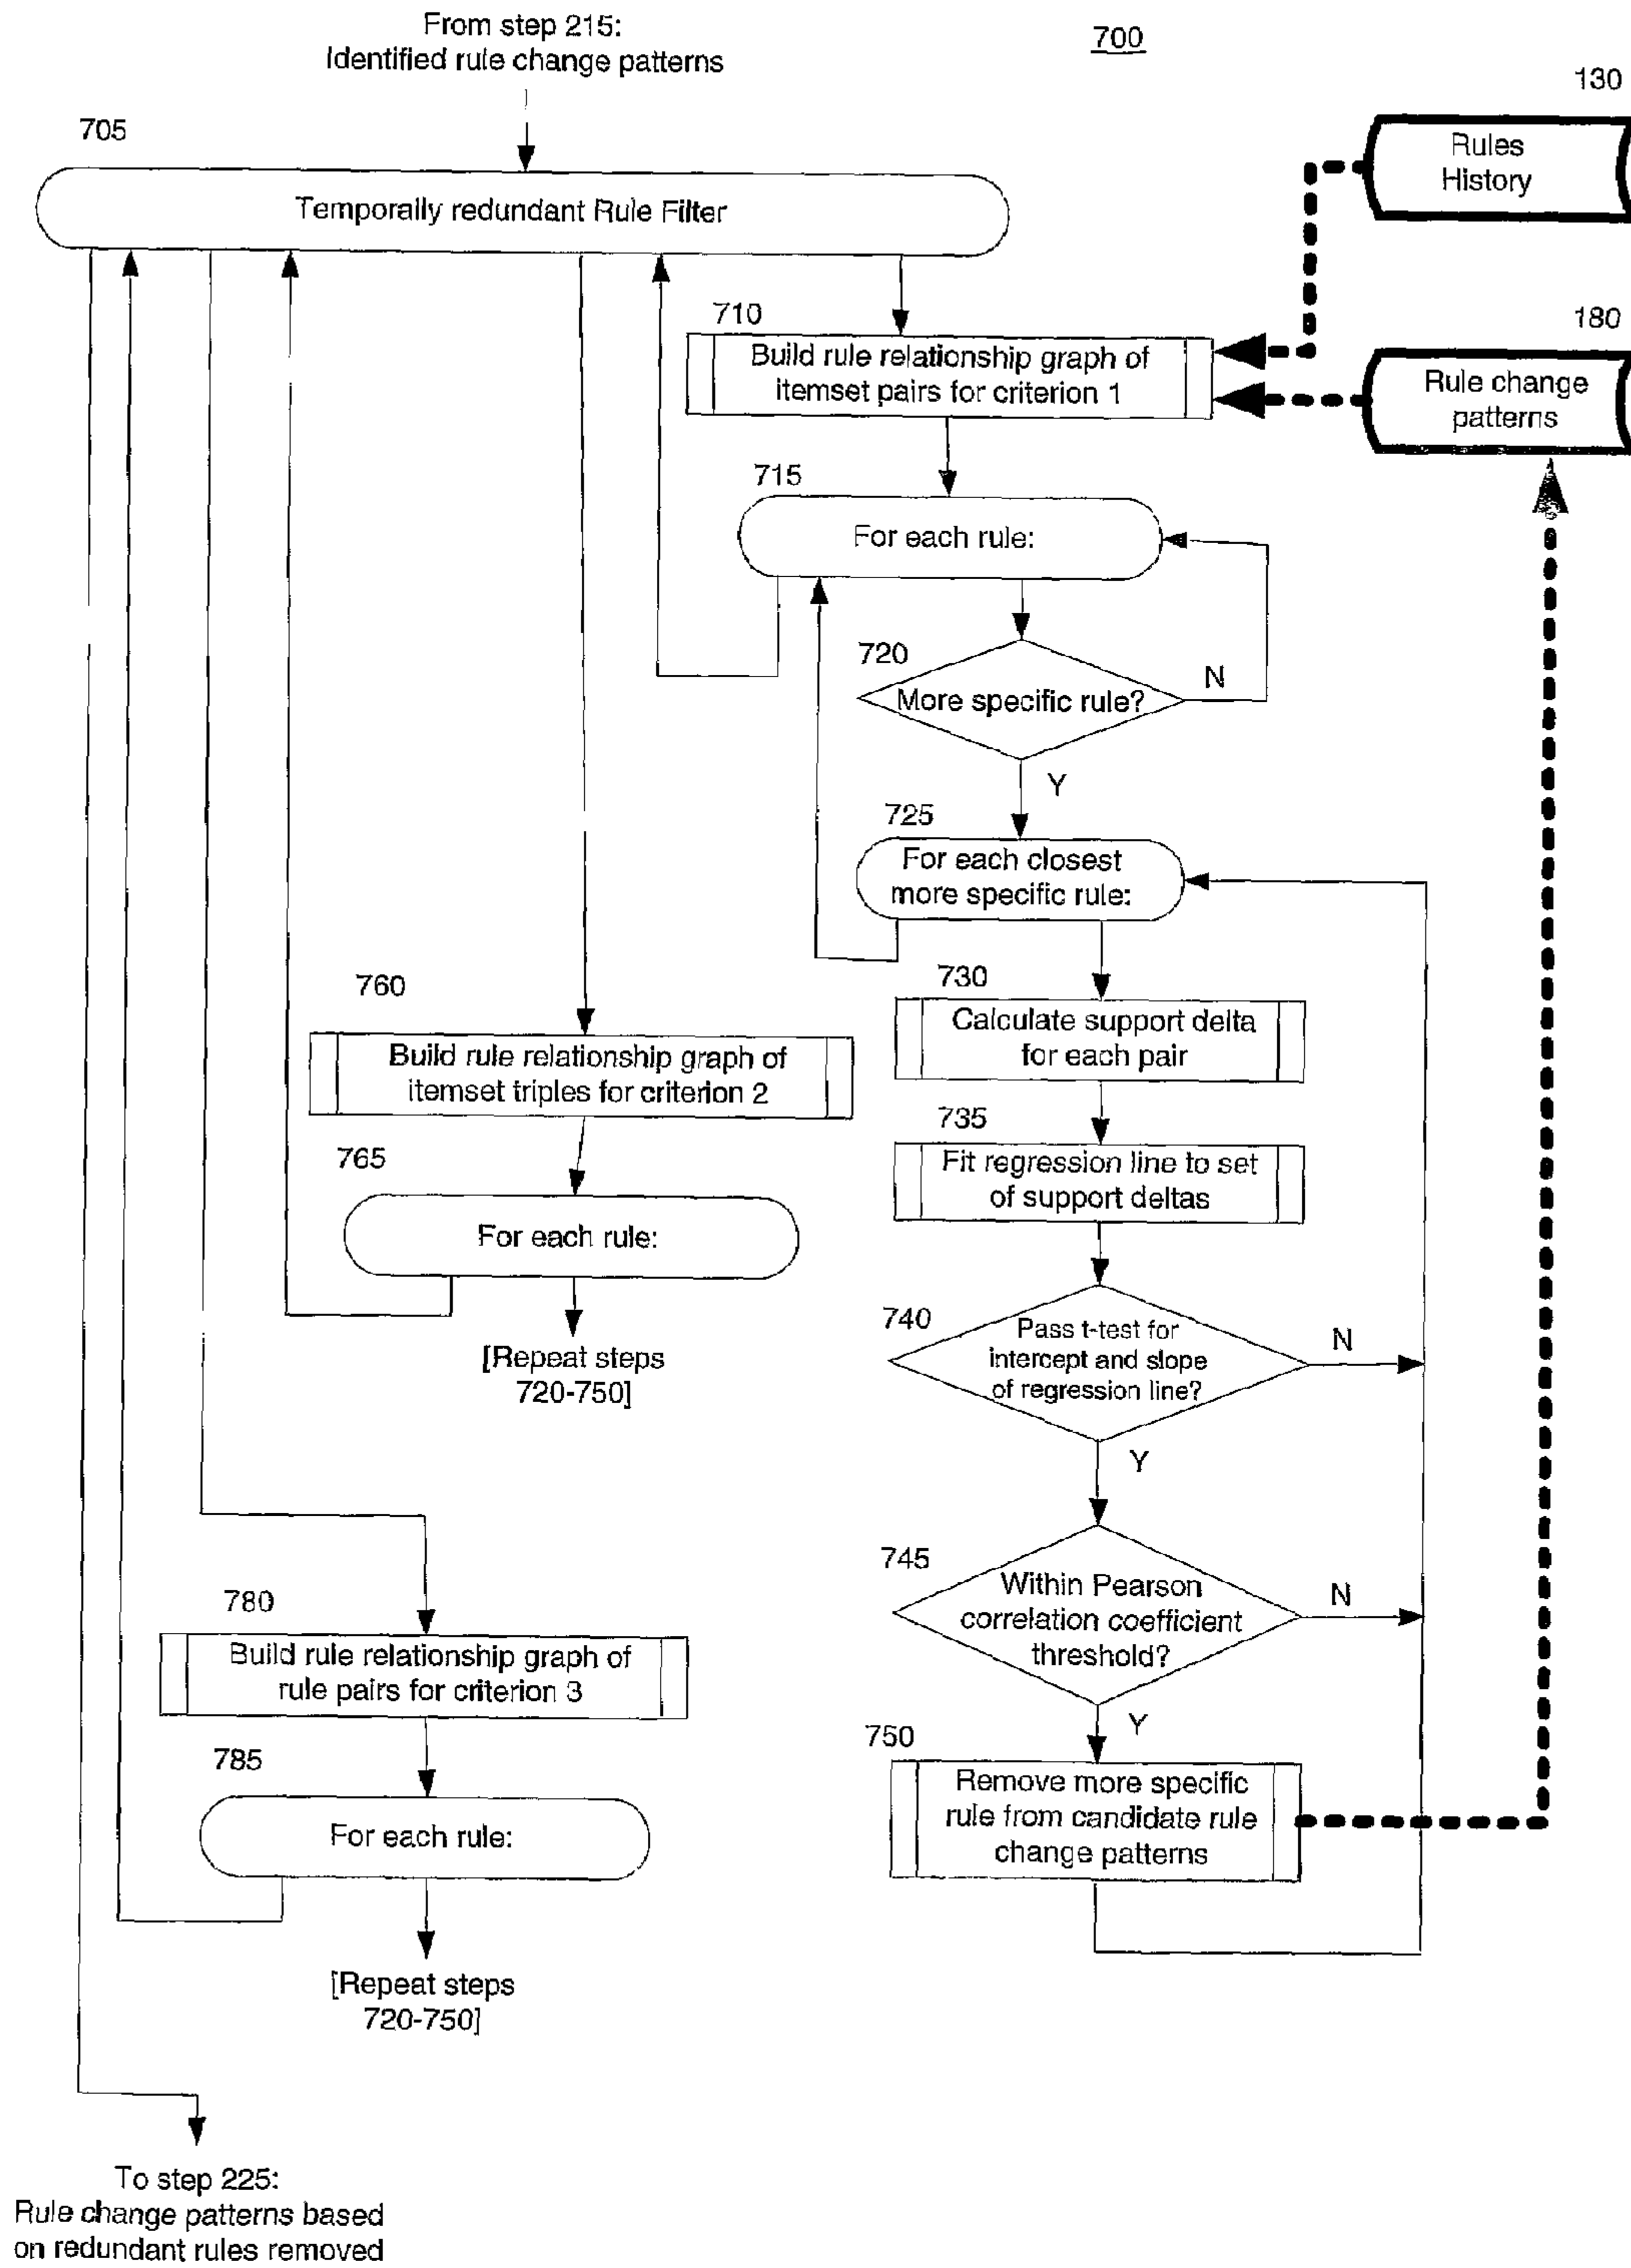 From step 215:
Identified rule change patterns
700
130
705
Rules
History
Temporally redundant Rule Filter
710
180
Build rule relationship graph of
itemset pairs for criterion 1
Rule change
patterns
715
For each rule:
720
N
More specific rule?
Y
725
For each closest
more specific rule:
730
760
Calculate support delta
for each pair
Build rule relationship graph of
itemset triples for criterion 2
735
765
Fit regression line to set
of support deltas
For each rule:
740
Pass t-test for
intercept and slope
of regression line?
N
[Repeat steps
720-750]
Y
745
Within Pearson
correlation coefficient
threshold?
N
780
Build rule relationship graph of
rule pairs for criterion 3
Y
750
785
Remove more specific
rule from candidate rule
change patterns
For each rule:
[Repeat steps
720-750]
To step 225:
Rule change patterns based
on redundant rules removed